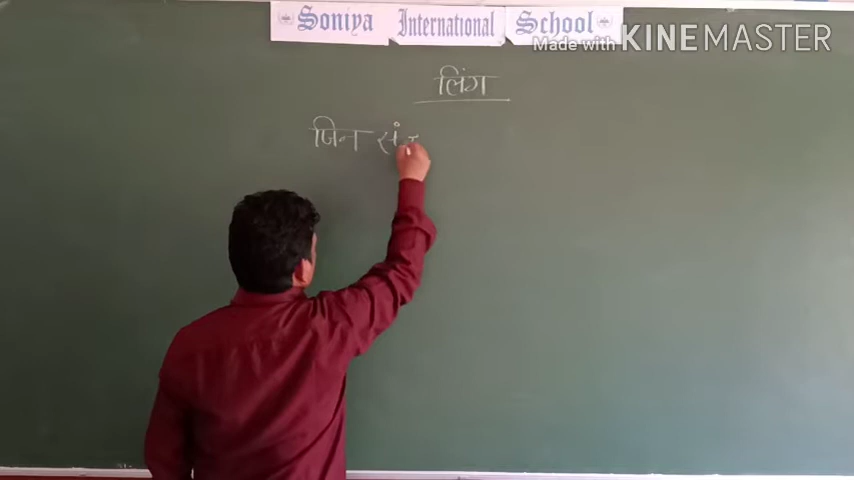 Soniya International School
Made with KINEMASTER
लिंग
जिन सं